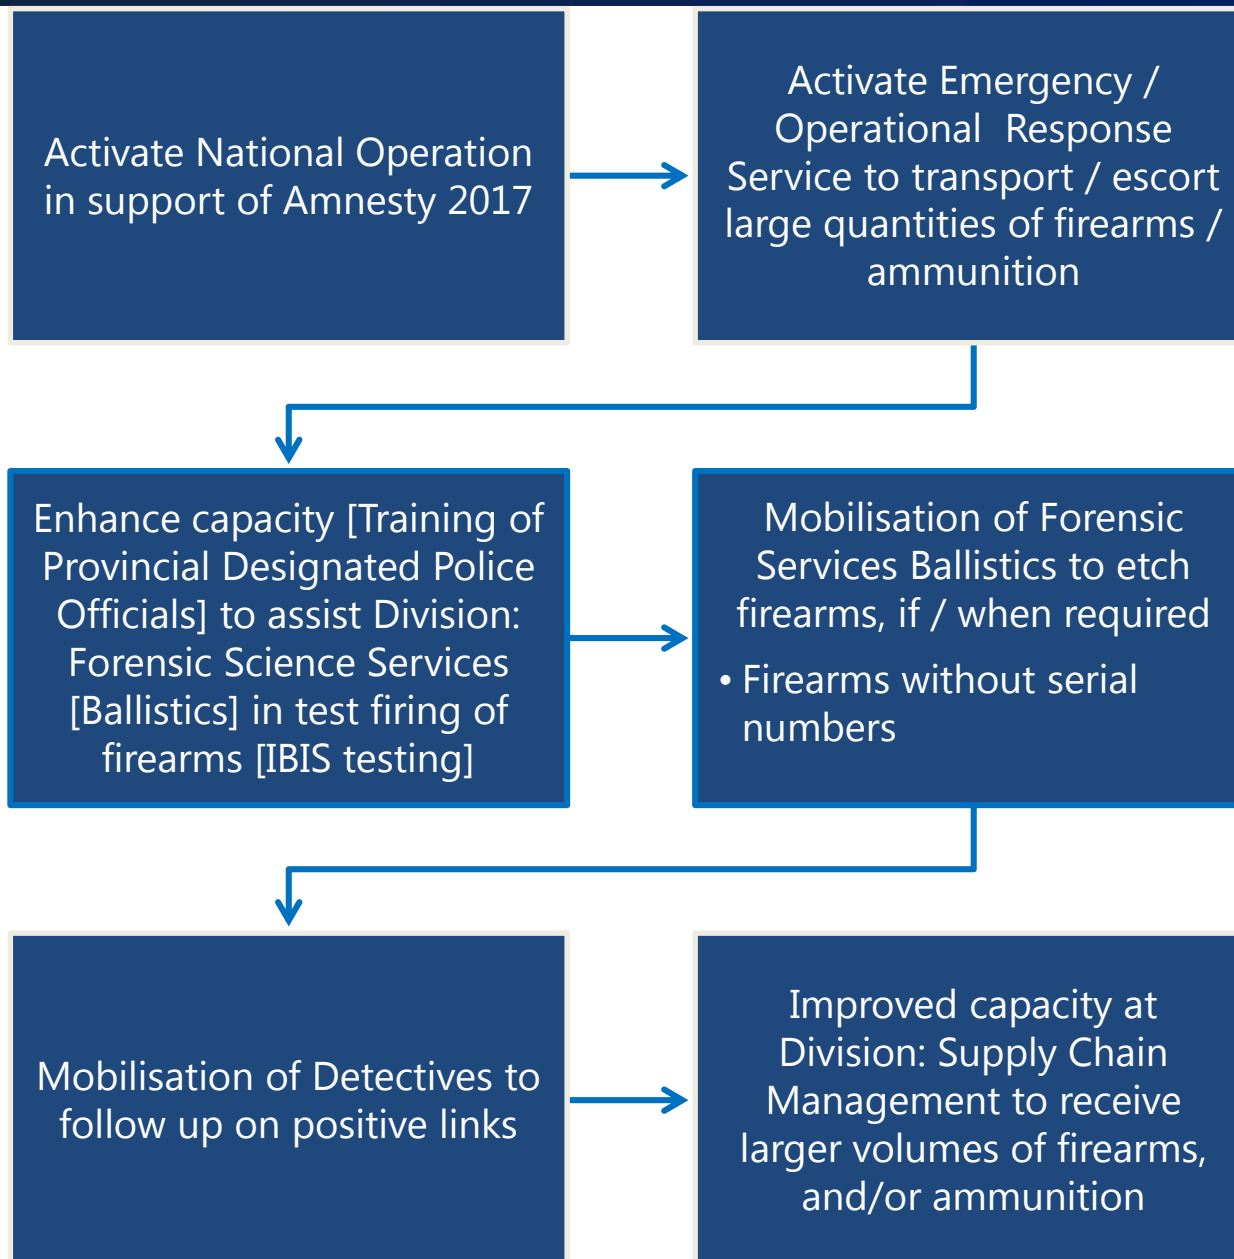 Activate National Operation
in support of Amnesty 2017
Activate Emergency /
Operational Response
Service to transport / escort
large quantities of firearms /
ammunition
Enhance capacity [Training of
Provincial Designated Police
Officials] to assist Division:
Forensic Science Services
[Ballistics] in test firing of
firearms [IBIS testing]
Mobilisation of Forensic
Services Ballistics to etch
firearms, if / when required
• Firearms without serial
numbers
Mobilisation of Detectives to
follow up on positive links
Improved capacity at
Division: Supply Chain
Management to receive
larger volumes of firearms,
and/or ammunition